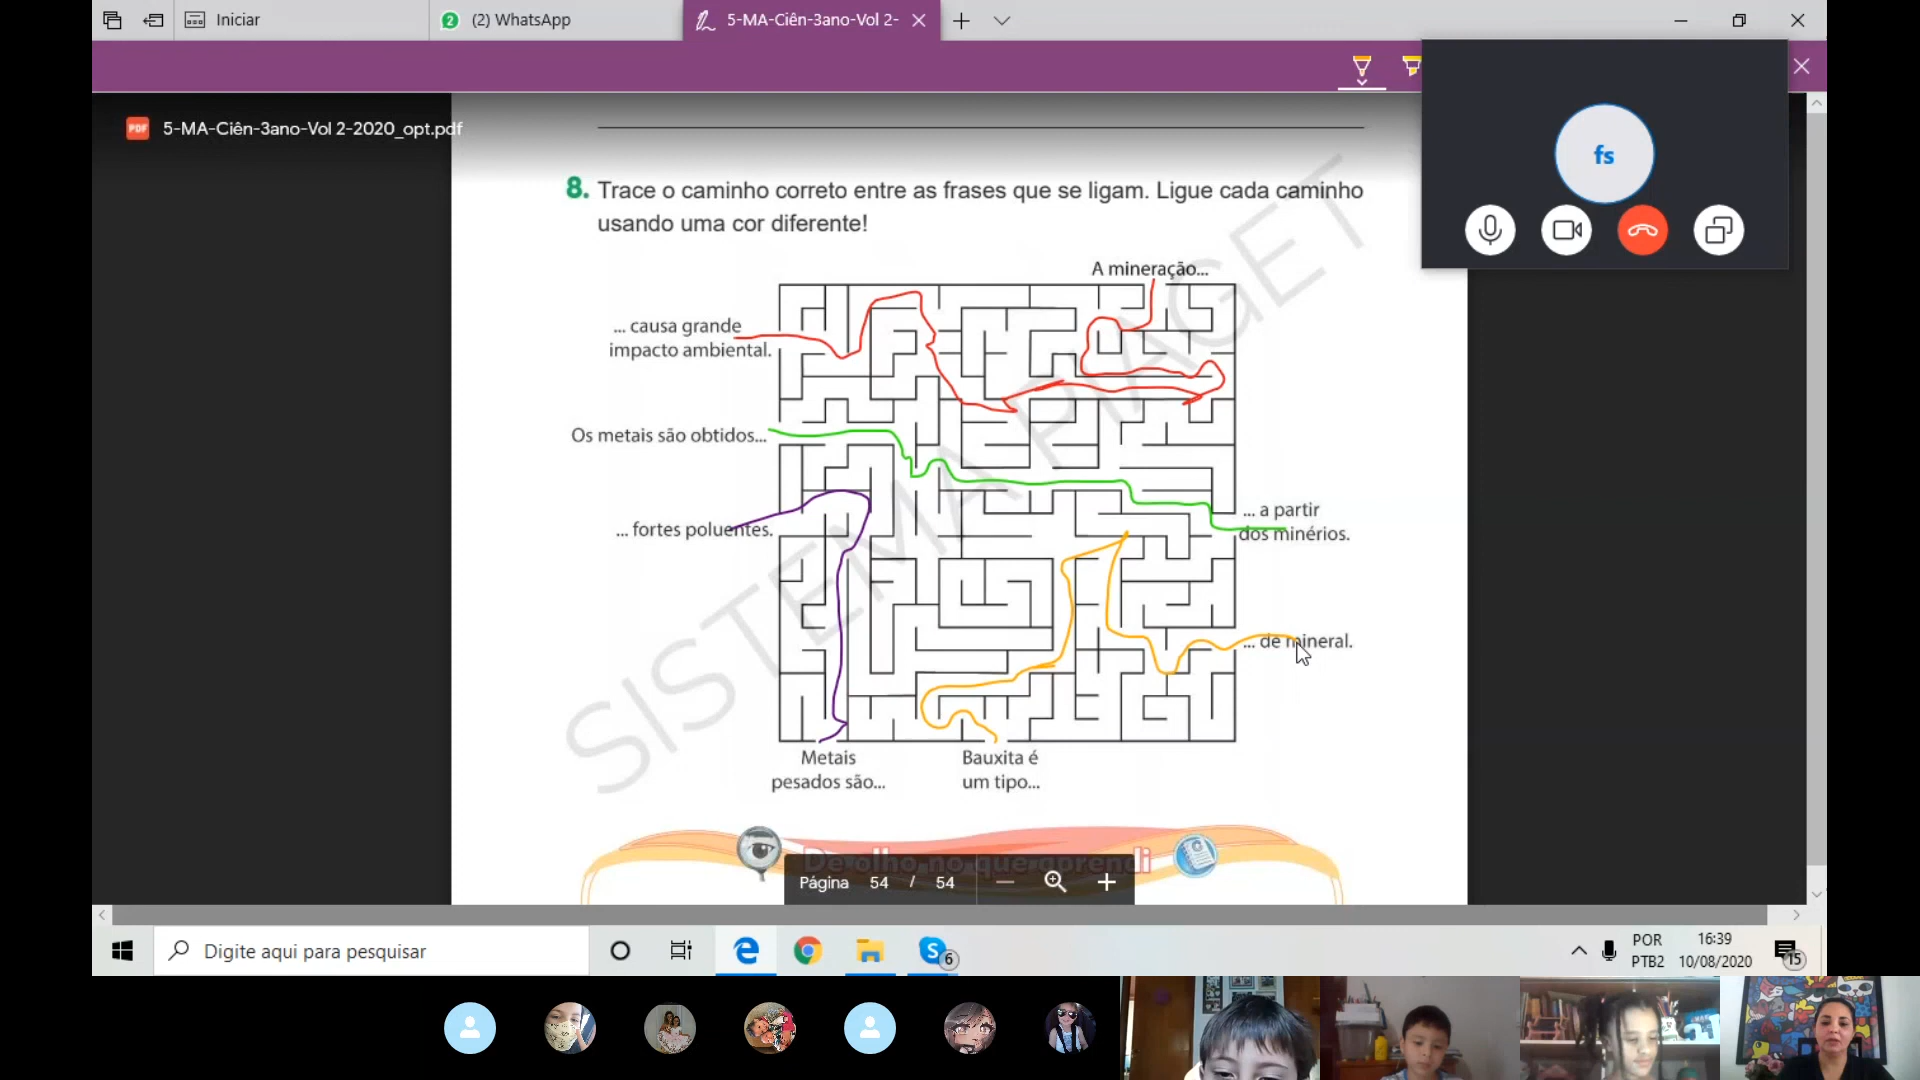 Iniciar
(2) WhatsApp
5-MA-Ciên-3ano-Vol 2-
PDF
5-MA-Ciên-3ano-Vol 2-2020_opt.pdf
fs
8. Trace o caminho correto entre as frases que se ligam. Ligue cada caminho
usando uma cor diferente!
A mineração...
... causa grande
impacto ambiental.
Os metais são obtidos...
... fortes poluentes.
... a partir
dos minérios.
... de mineral.
Metais
pesados são...
Bauxita é
um tipo...
SISTEMA PIAGET
De olho no que aprendi
Página 54 / 54
Digite aqui para pesquisar
6
POR
PTB2
16:39
10/08/2020
15